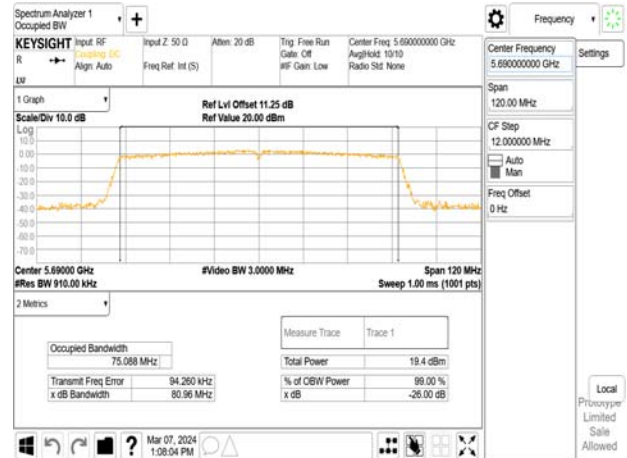 Spectrum Analyzer 1
Occupied BW
Frequency
KEYSIGHT
R
LXI
Input: RF
Coupling: DC
Align: Auto
Input Z: 50 Ω
Freq Ref: Int (S)
Atten: 20 dB
Trig: Free Run
Gate: Off
#IF Gain: Low
Center Freq: 5.690000000 GHz
Avg|Hold: 10/10
Radio Std: None
1 Graph
Scale/Div 10.0 dB
Ref Lvl Offset 11.25 dB
Ref Value 20.00 dBm
Log
10.0
0.00
-10.0
-20.0
-30.0
-40.0
-50.0
-60.0
-70.0
Center 5.69000 GHz
#Res BW 910.00 kHz
#Video BW 3.0000 MHz
Span 120 MHz
Sweep 1.00 ms (1001 pts)
2 Metrics
Measure Trace Trace 1
Occupied Bandwidth
75.088 MHz
Transmit Freq Error 94.260 kHz
x dB Bandwidth 80.96 MHz
Total Power 19.4 dBm
% of OBW Power 99.00 %
x dB -26.00 dB
Mar 07, 2024
1:08:04 PM
Center Frequency
5.690000000 GHz
Span
120.00 MHz
CF Step
12.000000 MHz
Auto
Man
Freq Offset
0 Hz
Settings
Local
Prototype
Limited
Sale
Allowed